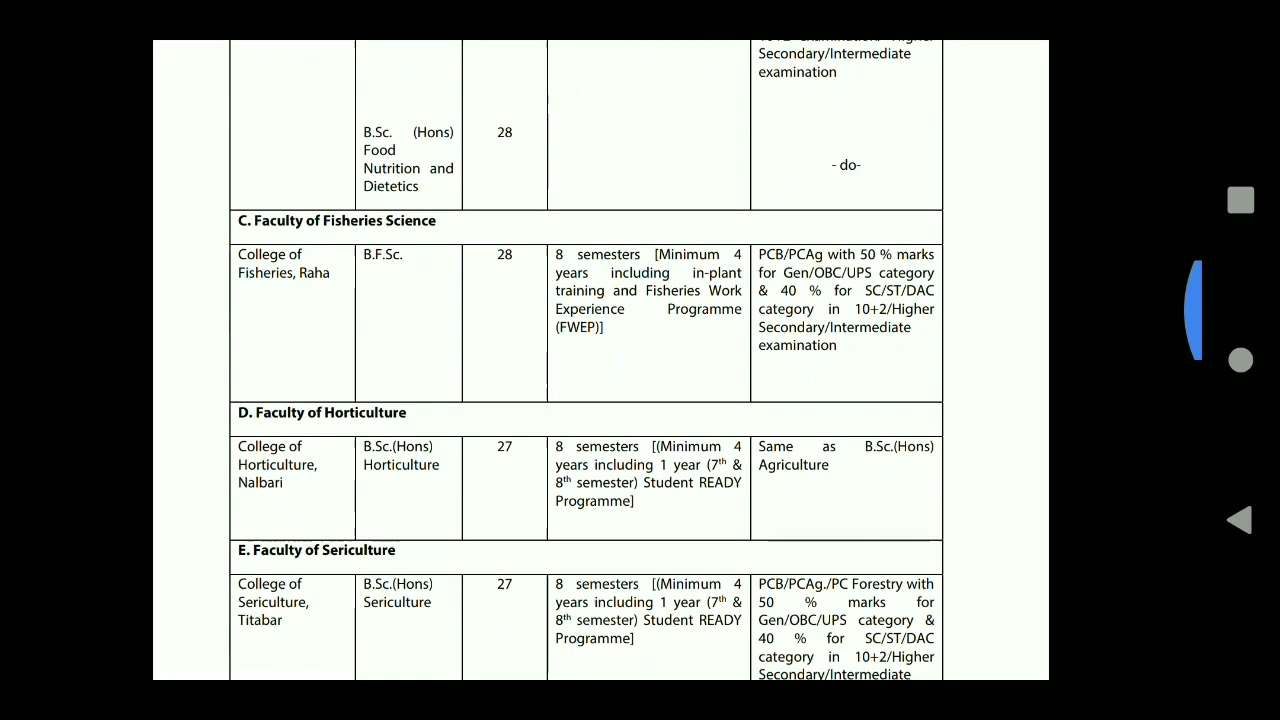 Secondary/Intermediate
examination
B.Sc. (Hons)
Food
Nutrition and
Dietetics
28
- do-
C. Faculty of Fisheries Science
College of
Fisheries, Raha
B.F.Sc.
28
8 semesters [Minimum 4
years including in-plant
training and Fisheries Work
Experience Programme
(FWEP)]
PCB/PCAg with 50 % marks
for Gen/OBC/UPS category
& 40 % for SC/ST/DAC
category in 10+2/Higher
Secondary/Intermediate
examination
D. Faculty of Horticulture
College of
Horticulture,
Nalbari
B.Sc.(Hons)
Horticulture
27
8 semesters [(Minimum 4
years including 1 year (7th &
8th semester) Student READY
Programme]
Same as B.Sc.(Hons)
Agriculture
E. Faculty of Sericulture
College of
Sericulture,
Titabar
B.Sc.(Hons)
Sericulture
27
8 semesters [(Minimum 4
years including 1 year (7th &
8th semester) Student READY
Programme]
PCB/PCAg./PC Forestry with
50 % marks for
Gen/OBC/UPS category &
40 % for SC/ST/DAC
category in 10+2/Higher
Secondary/Intermediate